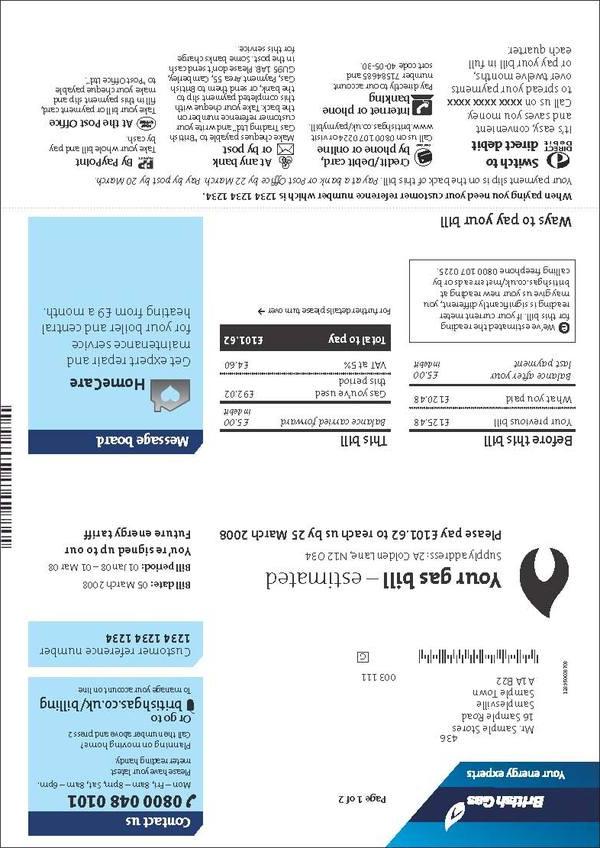 British Gas
Your energy experts
Page 1 of 2
Contact us
0800 048 0101
Mon – Fri, 8am – 8pm, Sat, 8am – 6pm.
Please have your latest
meter reading handy.
Planning on moving home?
Call the number above and press 2
Or go to
britishgas.co.uk/billing
To manage your account on line
436
Mr. Sample Stores
16 Sample Road
Samplesville
Sample Town
A1A B22
003 111
C
Customer reference number
1234 1234 1234
Your gas bill – estimated
Supply address: 2A Colden, Lane, N12 034
Please pay £101.62 to reach us by 25 March 2008
Bill date: 05 March 2008
Bill period: 01 Jan 08 – 01 Mar 08
You're signed up to our
Future energy tariff
Before this bill
Your previous bill £125.48
What you paid £120.48
Balance after your £5.00
last payment in debit
e We've estimated the reading
for this bill. If your current meter
reading is significantly different, you
may give us your new reading at
britishgas.co.uk/meterreads or by
calling freephone 0800 107 0225.
This bill
Balance carried forward £5.00
in debit
Gas you've used £92.02
this period
VAT at 5% £4.60
Total to pay £101.62
For further details please turn over →
Message board
HomeCare
Get expert repair and
maintenance service
for your boiler and central
heating from £9 a month.
Ways to pay your bill
When paying you need your customer reference number which is 1234 1234 1234.
Your payment slip is on the back of this bill. Pay at a bank or Post Office by 22 March. Pay by post by 20 March.
DIRECT Debit
Switch to
direct debit
It's easy, convenient
and saves you money
Call us on xxxx xxxx xxxx
to spread your payments
over twelve months,
or pay your bill in full
each quarter.
Credit/Debit card,
by phone or online
Call us on 0800 107 0224 or visit
www.britishgas.co.uk/paymybill.
Internet or phone
banking
Pay directly to our account
number 71584685 and
sort code 40-05-30.
At any bank
or by post
Make cheques payable to "British
Gas Trading Ltd" and write your
customer reference number on
the back. Take your cheque with
this completed payment slip to
the bank, or send them to British
Gas, Payment Area 55, Camberley,
GU95 1AB. Please don't send cash
in the post. Some banks charge
for this service.
By PayPoint
Take your whole bill and pay
by cash.
At the Post Office
Take your bill or payment card,
fill in this payment slip and
make your cheque payable
to "Post Office Ltd".